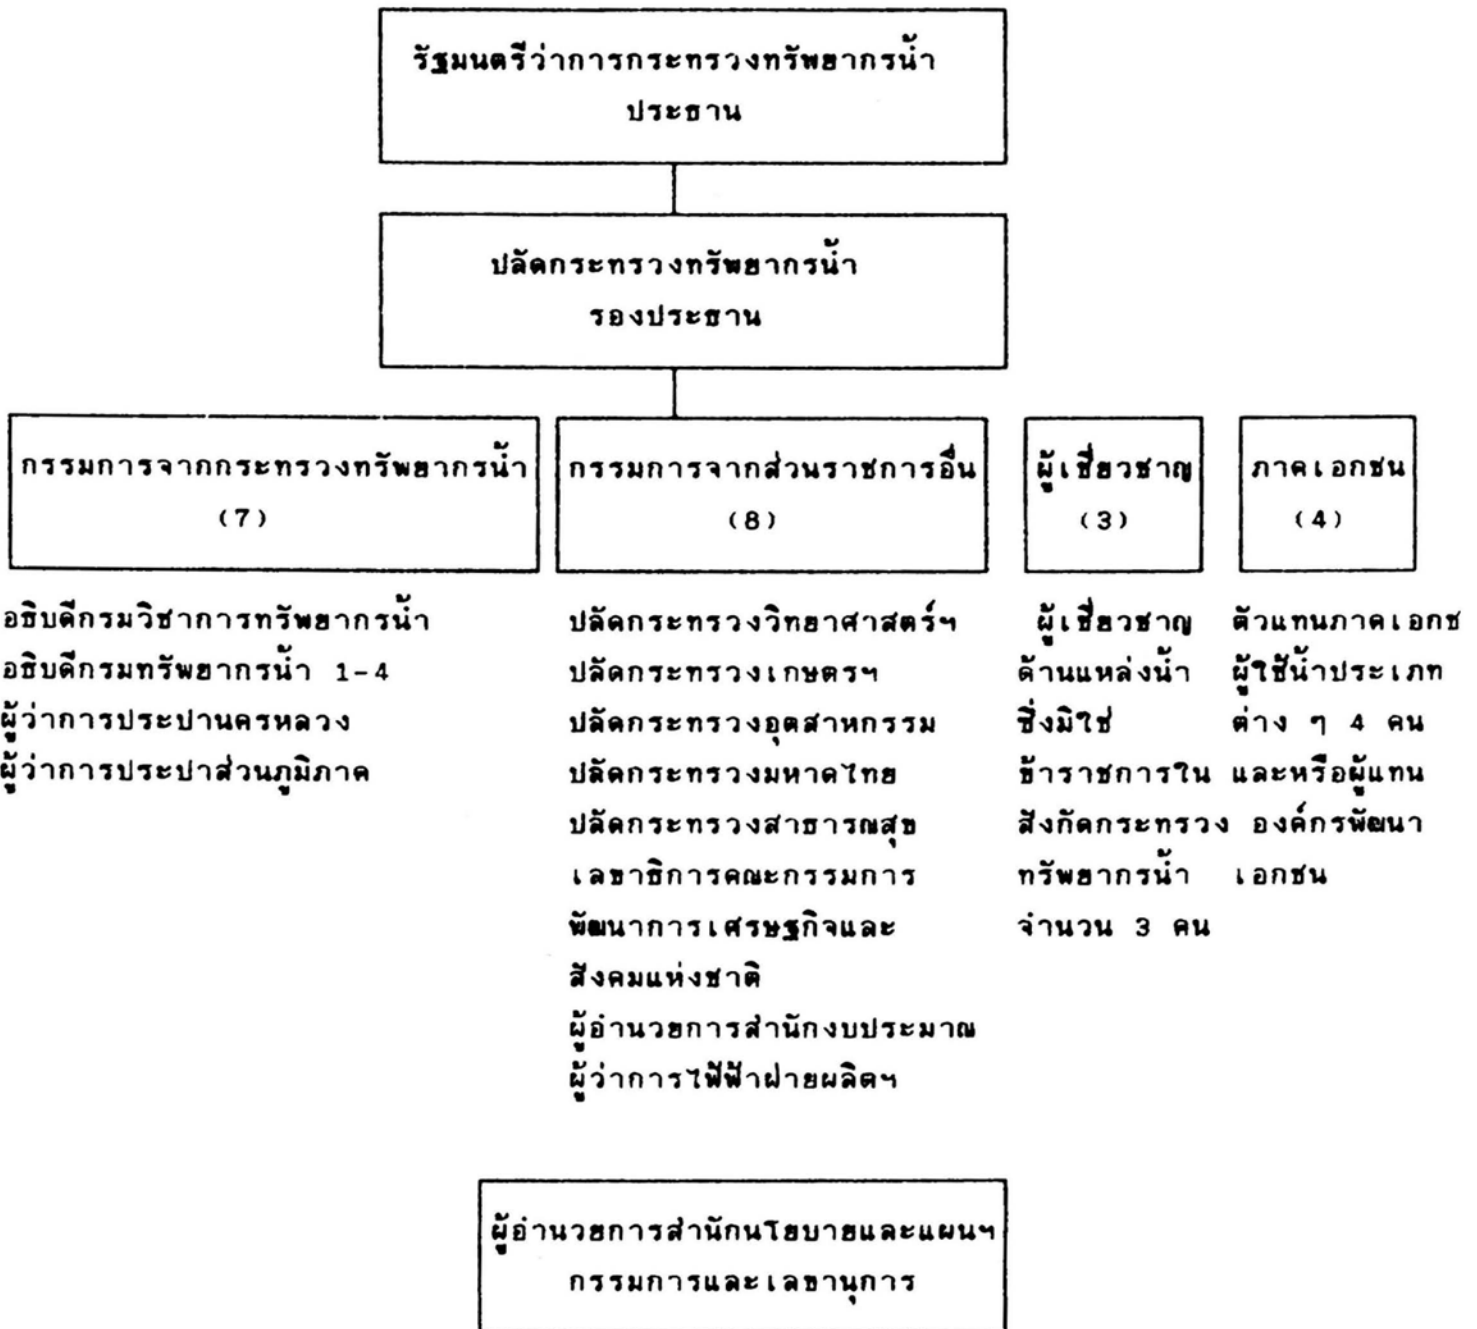 รัฐมนตรีว่าการกระทรวงทรัพยากรน้ำ
ประธาน
ปลัดกระทรวงทรัพยากรน้ำ
รองประธาน
กรรมการจากกระทรวงทรัพยากรน้ำ
(7)
อธิบดีกรมวิชาการทรัพยากรน้ำ
อธิบดีกรมทรัพยากรน้ำ 1-4
ผู้ว่าการประปานครหลวง
ผู้ว่าการประปาส่วนภูมิภาค
กรรมการจากส่วนราชการอื่น
(8)
ปลัดกระทรวงวิทยาศาสตร์ฯ
ปลัดกระทรวงเกษตรฯ
ปลัดกระทรวงอุตสาหกรรม
ปลัดกระทรวงมหาดไทย
ปลัดกระทรวงสาธารณสุข
เลขาธิการคณะกรรมการ
พัฒนาการเศรษฐกิจและ
สังคมแห่งชาติ
ผู้อำนวยการสำนักงบประมาณ
ผู้ว่าการไฟฟ้าฝ่ายผลิตฯ
ผู้เชี่ยวชาญ
(3)
ผู้เชี่ยวชาญ
ด้านแหล่งน้ำ
ซึ่งมิใช่
ข้าราชการใน
สังกัดกระทรวง
ทรัพยากรน้ำ
จำนวน 3 คน
ภาคเอกชน
(4)
ตัวแทนภาคเอกช
ผู้ใช้น้ำประเภท
ต่าง ๆ 4 คน
และหรือผู้แทน
องค์กรพัฒนา
เอกชน
ผู้อำนวยการสำนักนโยบายและแผนฯ
กรรมการและเลขานุการ